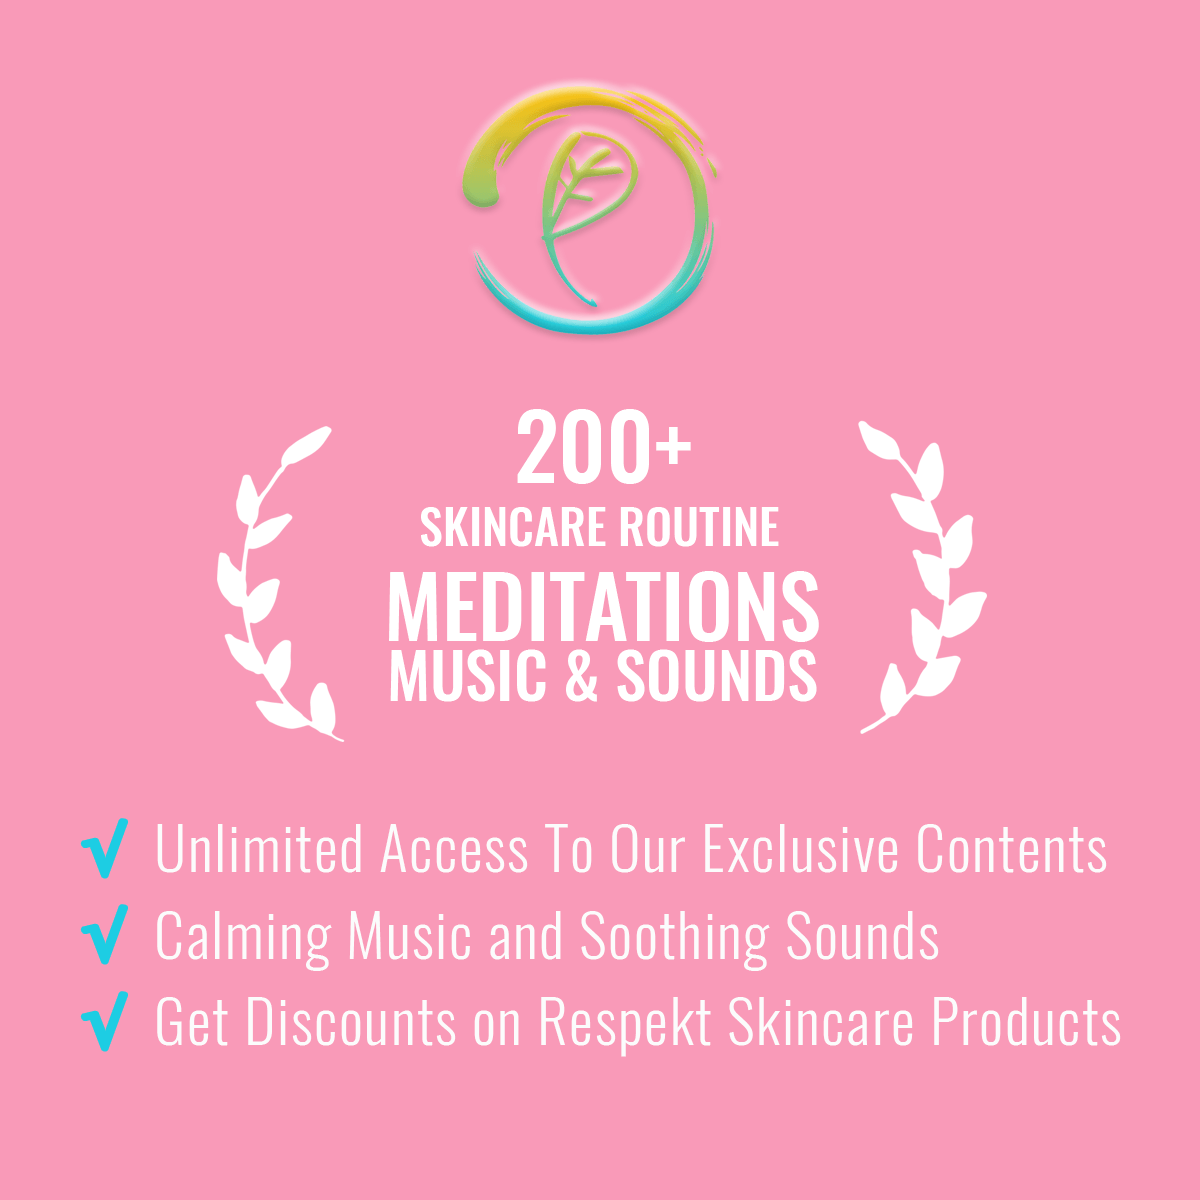 200+
SKINCARE ROUTINE
MEDITATIONS
MUSIC & SOUNDS
Unlimited Access To Our Exclusive Contents
Calming Music and Soothing Sounds
Get Discounts on Respekt Skincare Products